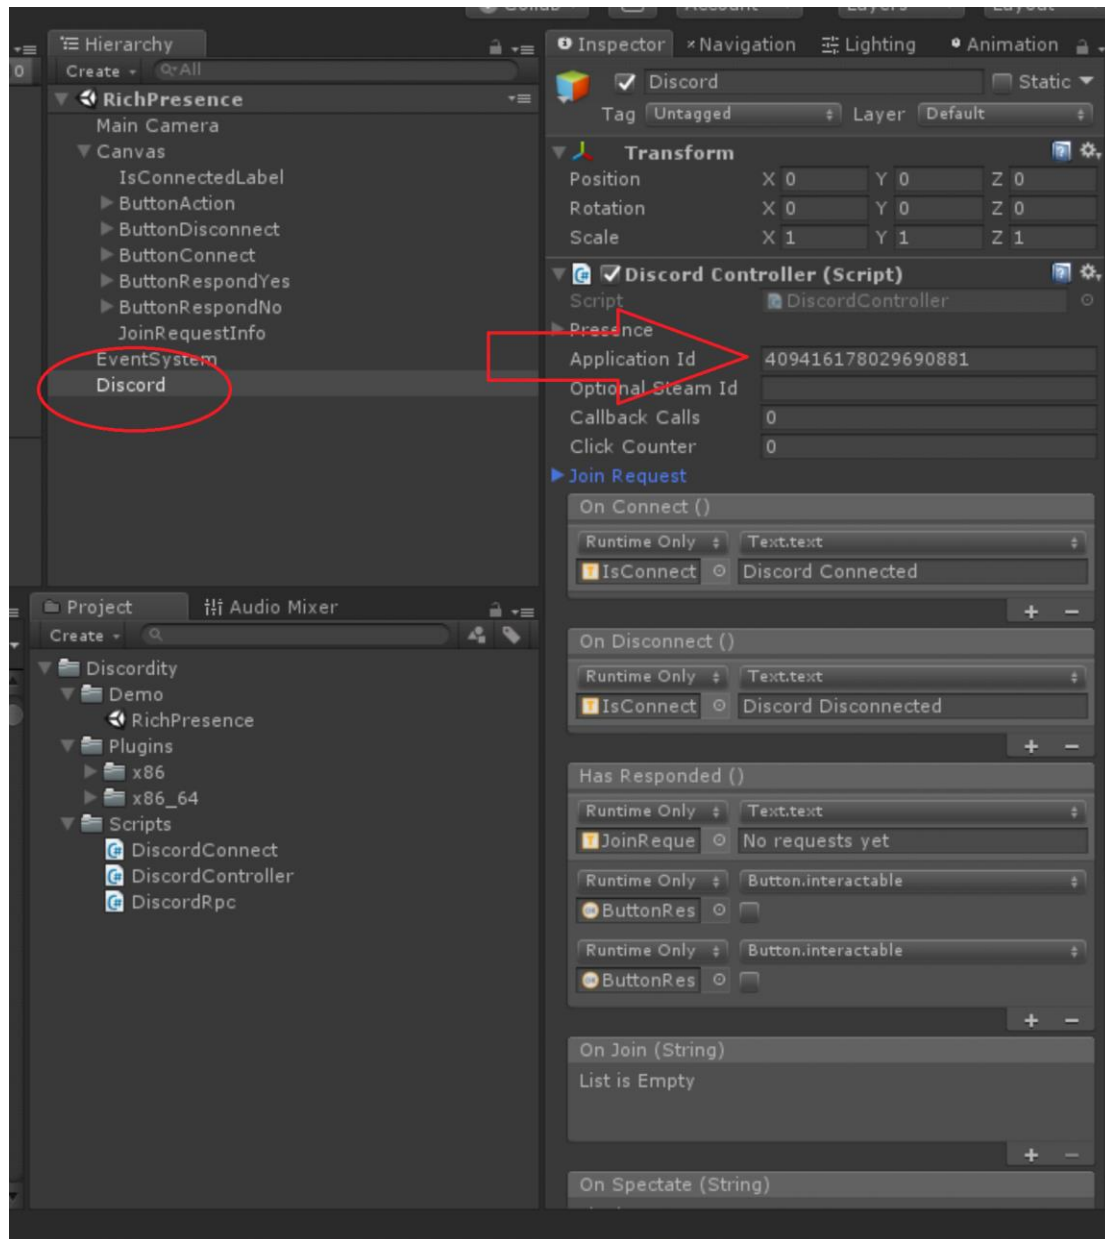 Hierarchy
Create
All
RichPresence
Main Camera
Canvas
IsConnectedLabel
ButtonAction
ButtonDisconnect
ButtonConnect
ButtonRespondYes
ButtonRespondNo
JoinRequestInfo
EventSystem
Discord
Project Audio Mixer
Create
Discordity
Demo
RichPresence
Plugins
x86
x86_64
Scripts
DiscordConnect
DiscordController
DiscordRpc
Inspector Navigation Lighting Animation
Discord Static
Tag Untagged Layer Default
Transform
Position X 0 Y 0 Z 0
Rotation X 0 Y 0 Z 0
Scale X 1 Y 1 Z 1
Discord Controller (Script)
Script DiscordController
Presence
Application Id 409416178029690881
Optional Steam Id
Callback Calls 0
Click Counter 0
Join Request
On Connect ()
Runtime Only Text.text
IsConnect Discord Connected
+ −
On Disconnect ()
Runtime Only Text.text
IsConnect Discord Disconnected
+ −
Has Responded ()
Runtime Only Text.text
JoinReque No requests yet
Runtime Only Button.interactable
ButtonRes
Runtime Only Button.interactable
ButtonRes
+ −
On Join (String)
List is Empty
+ −
On Spectate (String)